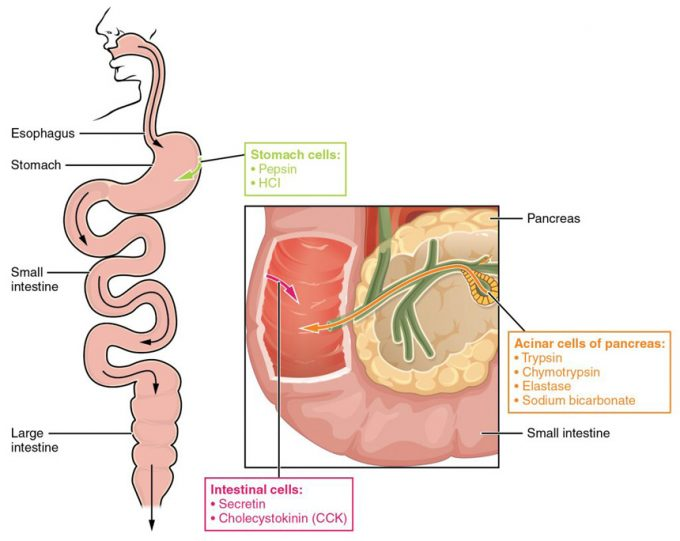 Esophagus
Stomach
Stomach cells:
• Pepsin
• HCl
Pancreas
Small
intestine
Acinar cells of pancreas:
• Trypsin
• Chymotrypsin
• Elastase
• Sodium bicarbonate
Large
intestine
Small intestine
Intestinal cells:
• Secretin
• Cholecystokinin (CCK)